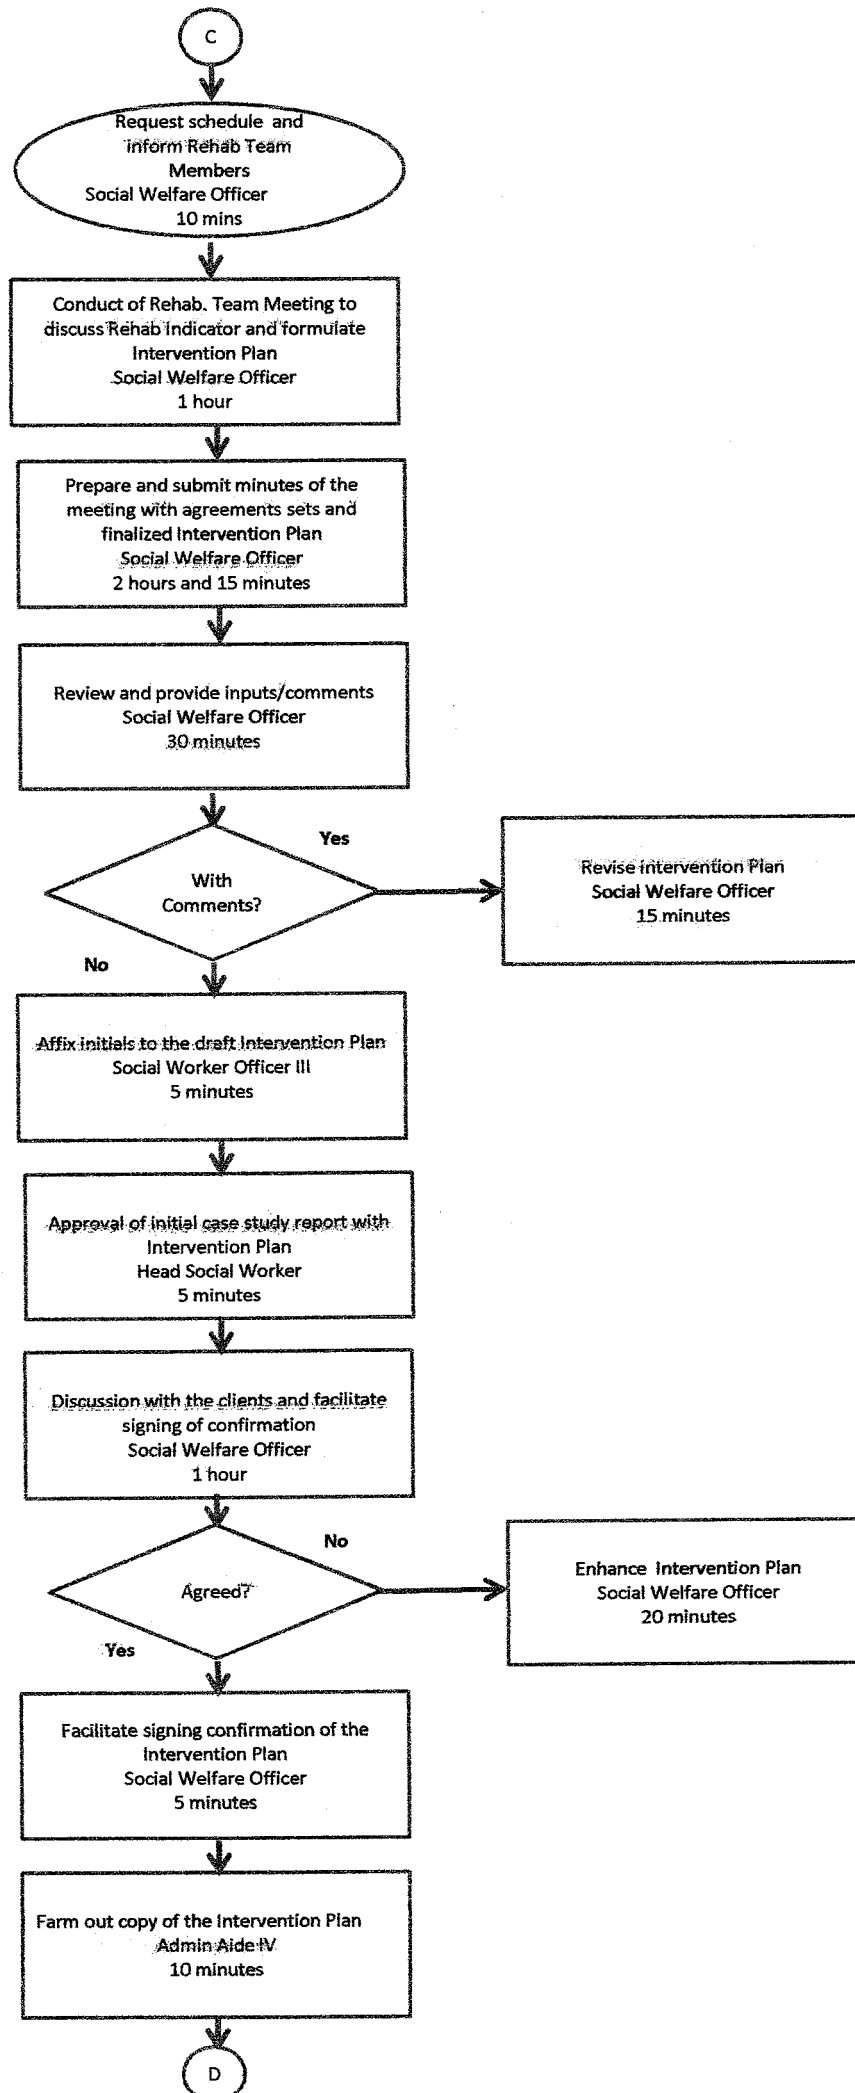 C
Request schedule and
inform Rehab Team
Members
Social Welfare Officer
10 mins
Conduct of Rehab. Team Meeting to
discuss Rehab Indicator and formulate
Intervention Plan
Social Welfare Officer
1 hour
Prepare and submit minutes of the
meeting with agreements sets and
finalized Intervention Plan
Social Welfare Officer
2 hours and 15 minutes
Review and provide inputs/comments
Social Welfare Officer
30 minutes
Yes
With
Comments?
Revise Intervention Plan
Social Welfare Officer
15 minutes
No
Affix initials to the draft Intervention Plan
Social Worker Officer III
5 minutes
Approval of initial case study report with
Intervention Plan
Head Social Worker
5 minutes
Discussion with the clients and facilitate
signing of confirmation
Social Welfare Officer
1 hour
No
Agreed?
Enhance Intervention Plan
Social Welfare Officer
20 minutes
Yes
Facilitate signing confirmation of the
Intervention Plan
Social Welfare Officer
5 minutes
Farm out copy of the Intervention Plan
Admin Aide IV
10 minutes
D